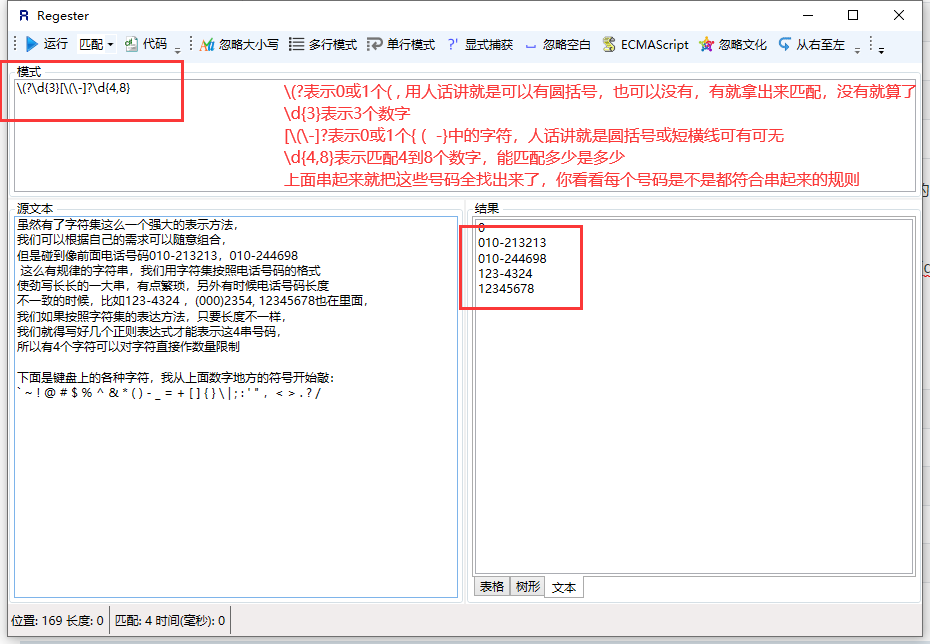 Regester
运行 匹配 代码 忽略大小写 多行模式 单行模式 ?' 显式捕获 忽略空白 ECMAScript 忽略文化 从右至左
模式
\(?\d{3}[\(\-]?\d{4,8}
\(?表示0或1个( , 用人话讲就是可以有圆括号，也可以没有，有就拿出来匹配，没有就算了
\d{3}表示3个数字
[\(\-]?表示0或1个{ ( -}中的字符，人话讲就是圆括号或短横线可有可无
\d{4,8}表示匹配4到8个数字，能匹配多少是多少
上面串起来就把这些号码全找出来了，你看看每个号码是不是都符合串起来的规则
源文本
虽然有了字符集这么一个强大的表示方法，
我们可以根据自己的需求可以随意组合，
但是碰到像前面电话号码010-213213，010-244698
这么有规律的字符串，我们用字符集按照电话号码的格式
使劲写长长的一大串，有点繁琐，另外有时候电话号码长度
不一致的时候，比如123-4324 ，(000)2354, 12345678也在里面，
我们如果按照字符集的表达方法，只要长度不一样，
我们就得写好几个正则表达式才能表示这4串号码，
所以有4个字符可以对字符直接作数量限制
下面是键盘上的各种字符，我从上面数字地方的符号开始敲：
` ~ ! @ # $ % ^ & * ( ) - _ = + [ ] { } \ | ; : ' " , < > . ? /
结果
0
010-213213
010-244698
123-4324
12345678
表格 树形 文本
位置: 169 长度: 0 匹配: 4 时间(毫秒): 0